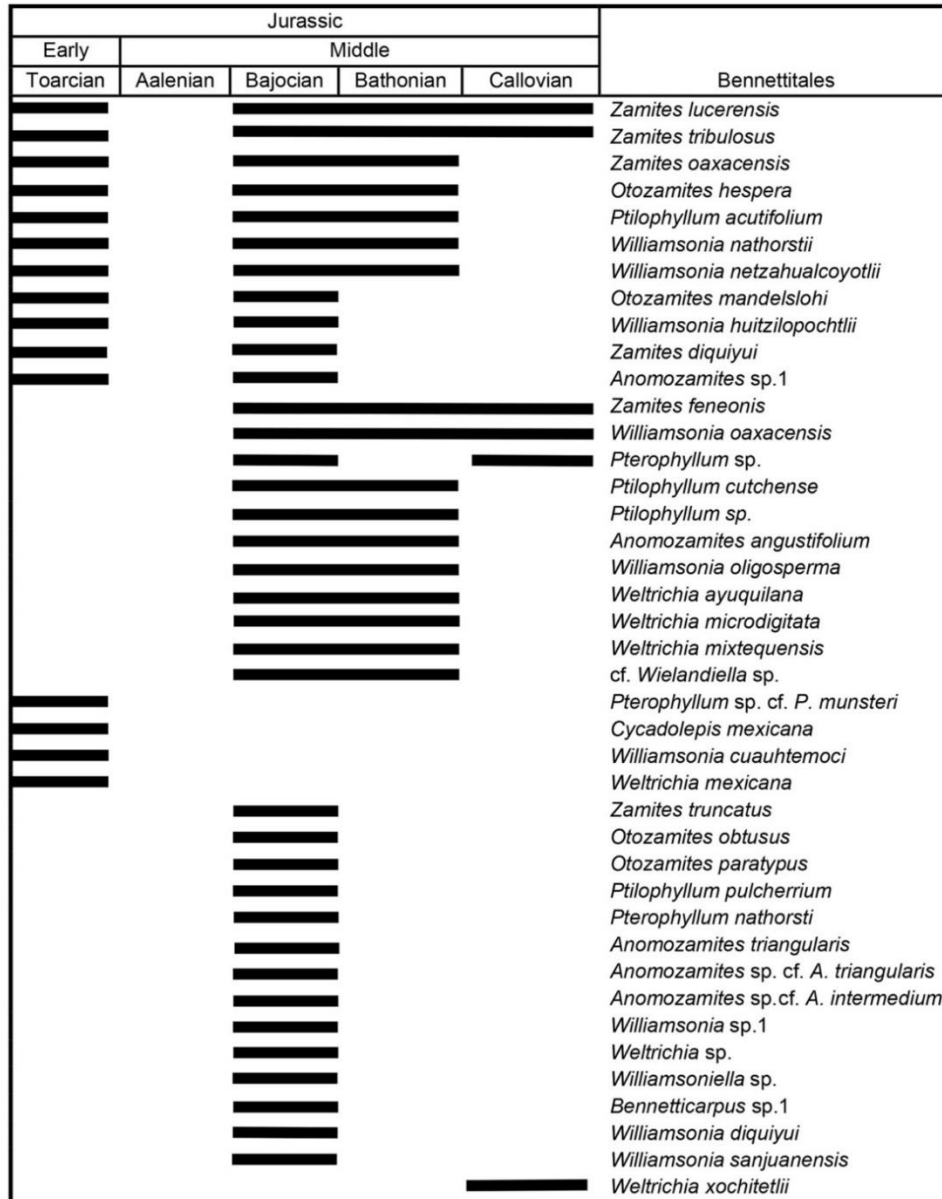 Jurassic
Early Middle
Toarcian Aalenian Bajocian Bathonian Callovian Bennettitales
Zamites lucerensis
Zamites tribulosus
Zamites oaxacensis
Otozamites hespera
Ptilophyllum acutifolium
Williamsonia nathorstii
Williamsonia netzahualcoyotlii
Otozamites mandelslohi
Williamsonia huitzilopochtlii
Zamites diquiyui
Anomozamites sp.1
Zamites feneonis
Williamsonia oaxacensis
Pterophyllum sp.
Ptilophyllum cutchense
Ptilophyllum sp.
Anomozamites angustifolium
Williamsonia oligosperma
Weltrichia ayuquilana
Weltrichia microdigitata
Weltrichia mixtequensis
cf. Wielandiella sp.
Pterophyllum sp. cf. P. munsteri
Cycadolepis mexicana
Williamsonia cuauhtemoci
Weltrichia mexicana
Zamites truncatus
Otozamites obtusus
Otozamites paratypus
Ptilophyllum pulcherrium
Pterophyllum nathorsti
Anomozamites triangularis
Anomozamites sp. cf. A. triangularis
Anomozamites sp.cf. A. intermedium
Williamsonia sp.1
Weltrichia sp.
Williamsoniella sp.
Bennetticarpus sp.1
Williamsonia diquiyui
Williamsonia sanjuanensis
Weltrichia xochitetlii